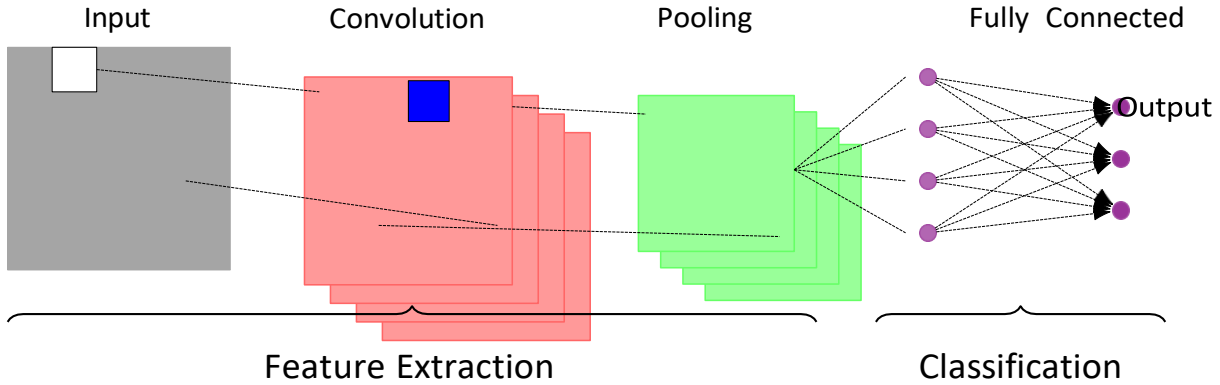 Input
Convolution
Pooling
Fully Connected
Output
Feature Extraction
Classification